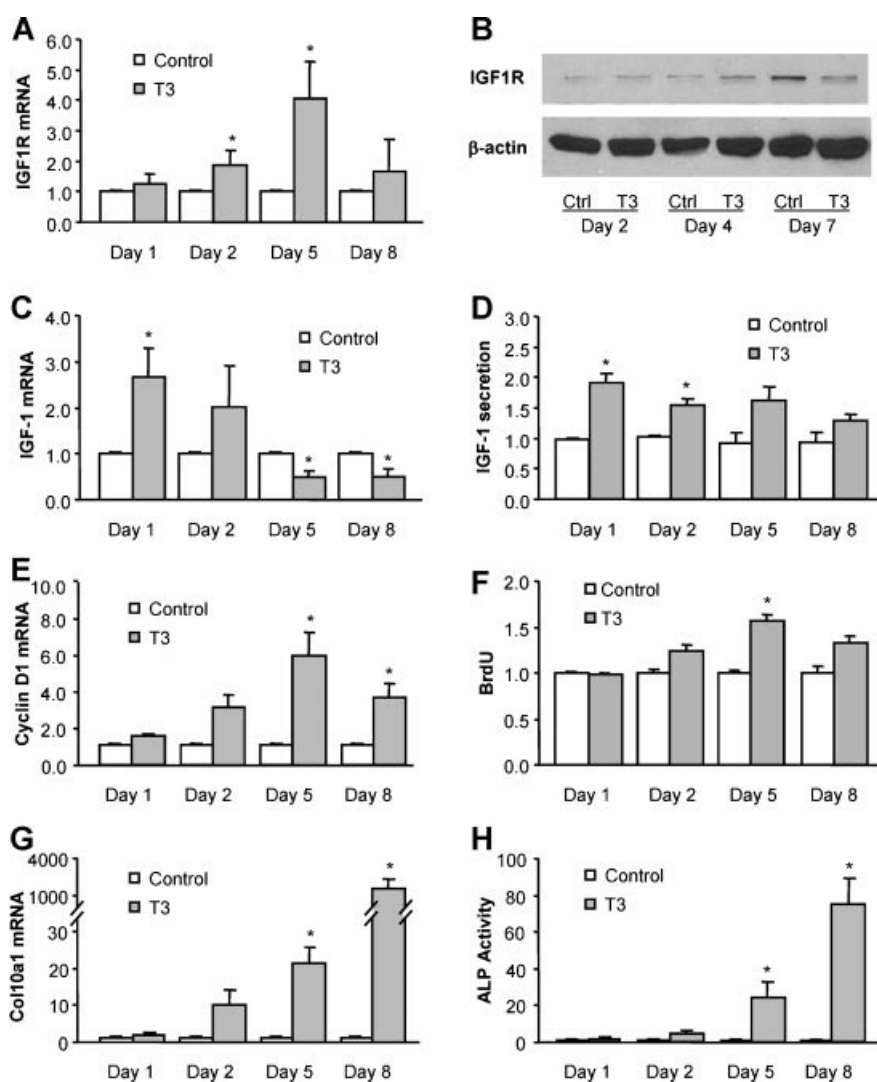 A
6.0
5.0
4.0
3.0
2.0
1.0
0.0
IGF1R mRNA
Control
T3
*
*
Day 1 Day 2 Day 5 Day 8
B
IGF1R
β-actin
Ctrl T3 Ctrl T3 Ctrl T3
Day 2 Day 4 Day 7
C
4.0
3.0
2.0
1.0
0.0
IGF-1 mRNA
Control
T3
*
*
*
Day 1 Day 2 Day 5 Day 8
D
3.0
2.5
2.0
1.5
1.0
0.5
0.0
IGF-1 secretion
Control
T3
*
*
Day 1 Day 2 Day 5 Day 8
E
10.0
8.0
6.0
4.0
2.0
0.0
Cyclin D1 mRNA
Control
T3
*
*
Day 1 Day 2 Day 5 Day 8
F
2.0
1.5
1.0
0.5
0.0
BrdU
Control
T3
*
Day 1 Day 2 Day 5 Day 8
G
4000
1000
30
20
10
0
Col10a1 mRNA
Control
T3
*
*
Day 1 Day 2 Day 5 Day 8
H
100
80
60
40
20
0
ALP Activity
Control
T3
*
*
Day 1 Day 2 Day 5 Day 8